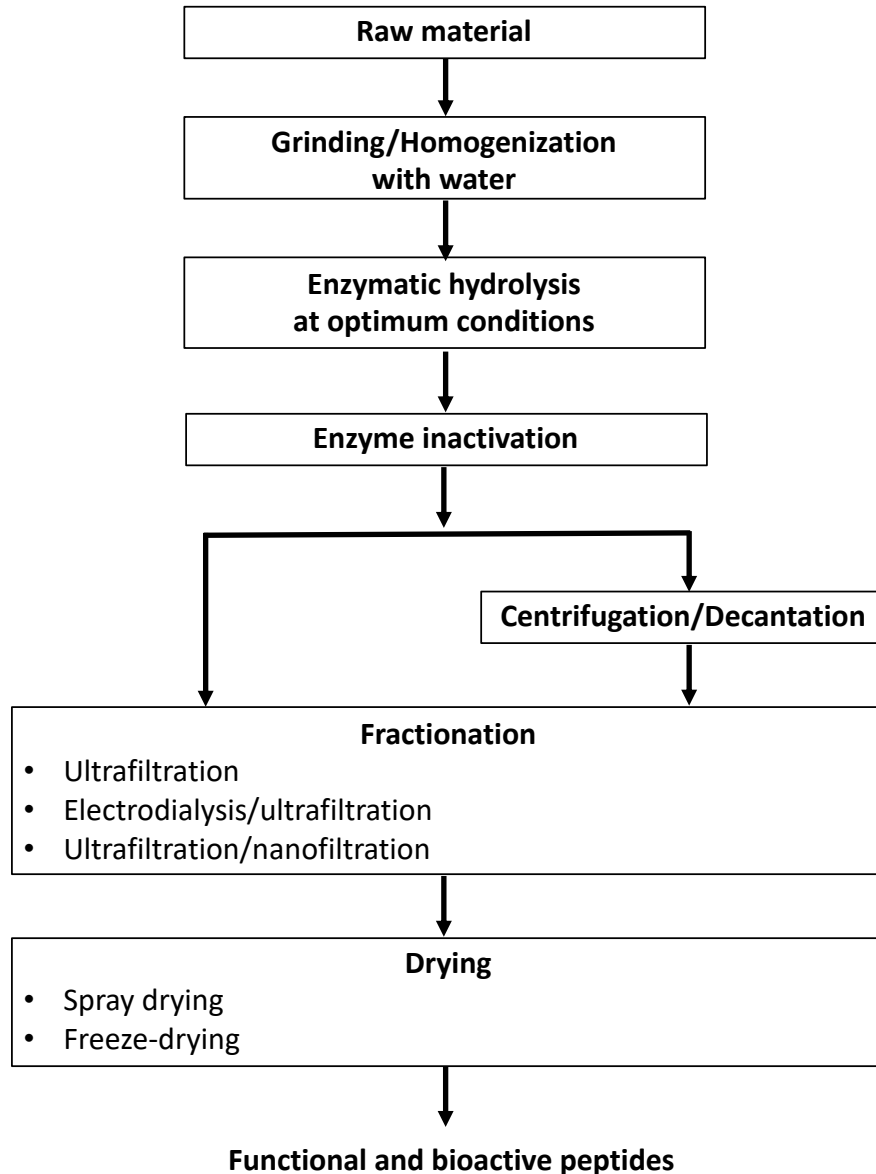 Raw material
Grinding/Homogenization
with water
Enzymatic hydrolysis
at optimum conditions
Enzyme inactivation
Centrifugation/Decantation
Fractionation
• Ultrafiltration
• Electrodialysis/ultrafiltration
• Ultrafiltration/nanofiltration
Drying
• Spray drying
• Freeze-drying
Functional and bioactive peptides